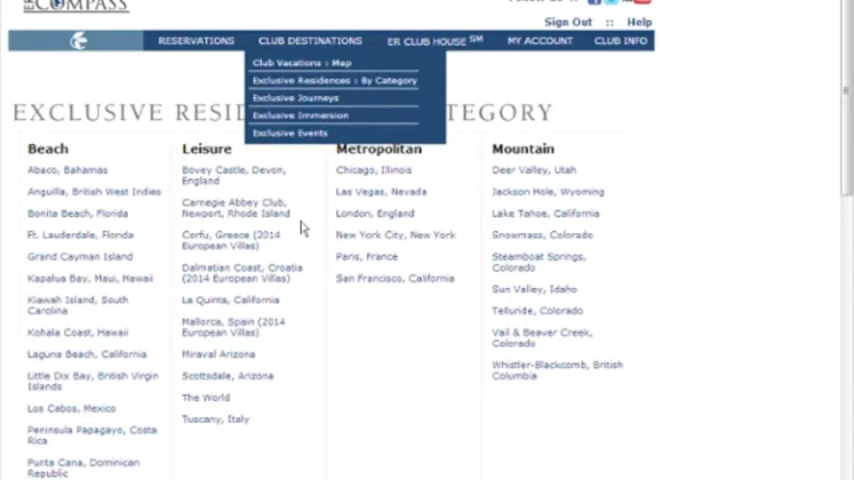 COMPASS
Sign Out :: Help
RESERVATIONS CLUB DESTINATIONS ER CLUB HOUSE SM MY ACCOUNT CLUB INFO
Club Vacations : Map
Exclusive Residences : By Category
Exclusive Journeys
Exclusive Immersion
Exclusive Events
EXCLUSIVE RESID TEGORY
Beach
Abaco, Bahamas
Anguilla, British West Indies
Bonita Beach, Florida
Ft. Lauderdale, Florida
Grand Cayman Island
Kapalua Bay, Maui, Hawaii
Kiawah Island, South
Carolina
Kohala Coast, Hawaii
Laguna Beach, California
Little Dix Bay, British Virgin
Islands
Los Cabos, Mexico
Peninsula Papagayo, Costa
Rica
Punta Cana, Dominican
Republic
Leisure
Bovey Castle, Devon,
England
Carnegie Abbey Club,
Newport, Rhode Island
Corfu, Greece (2014
European Villas)
Dalmatian Coast, Croatia
(2014 European Villas)
La Quinta, California
Mallorca, Spain (2014
European Villas)
Miraval Arizona
Scottsdale, Arizona
The World
Tuscany, Italy
Metropolitan
Chicago, Illinois
Las Vegas, Nevada
London, England
New York City, New York
Paris, France
San Francisco, California
Mountain
Deer Valley, Utah
Jackson Hole, Wyoming
Lake Tahoe, California
Snowmass, Colorado
Steamboat Springs,
Colorado
Sun Valley, Idaho
Telluride, Colorado
Vail & Beaver Creek,
Colorado
Whistler-Blackcomb, British
Columbia